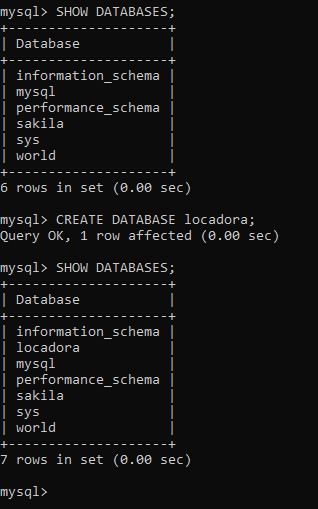 mysql> SHOW DATABASES;
+--------------------+
| Database           |
+--------------------+
| information_schema |
| mysql              |
| performance_schema |
| sakila             |
| sys                |
| world              |
+--------------------+
6 rows in set (0.00 sec)
mysql> CREATE DATABASE locadora;
Query OK, 1 row affected (0.00 sec)
mysql> SHOW DATABASES;
+--------------------+
| Database           |
+--------------------+
| information_schema |
| locadora           |
| mysql              |
| performance_schema |
| sakila             |
| sys                |
| world              |
+--------------------+
7 rows in set (0.00 sec)
mysql>